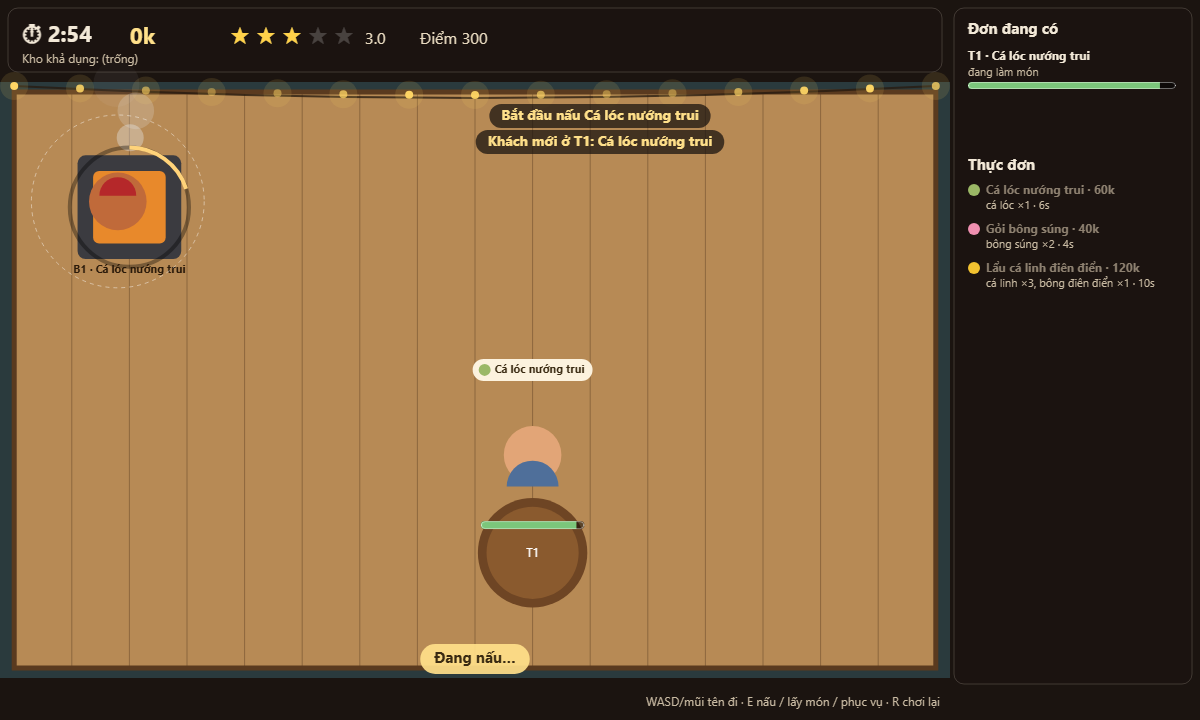 2:54
0k
3.0
Điểm 300
Kho khả dụng: (trống)
Bắt đầu nấu Cá lóc nướng trui
Khách mới ở T1: Cá lóc nướng trui
B1 · Cá lóc nướng trui
Cá lóc nướng trui
T1
Đang nấu...
WASD/mũi tên đi · E nấu / lấy món / phục vụ · R chơi lại
Đơn đang có
T1 · Cá lóc nướng trui
đang làm món
Thực đơn
Cá lóc nướng trui · 60k
cá lóc ×1 · 6s
Gỏi bông súng · 40k
bông súng ×2 · 4s
Lẩu cá linh điên điển · 120k
cá linh ×3, bông điên điển ×1 · 10s